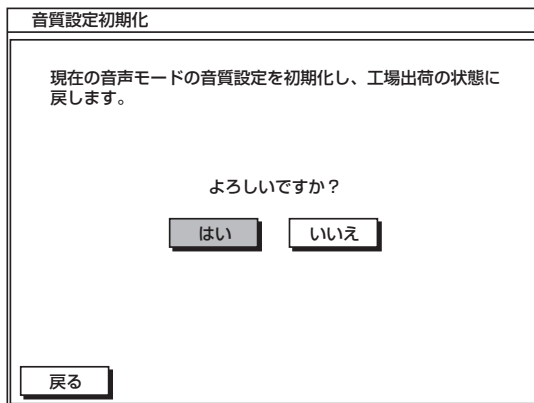 音質設定初期化
現在の音声モードの音質設定を初期化し、工場出荷の状態に
戻します。
よろしいですか？
はい
いいえ
戻る